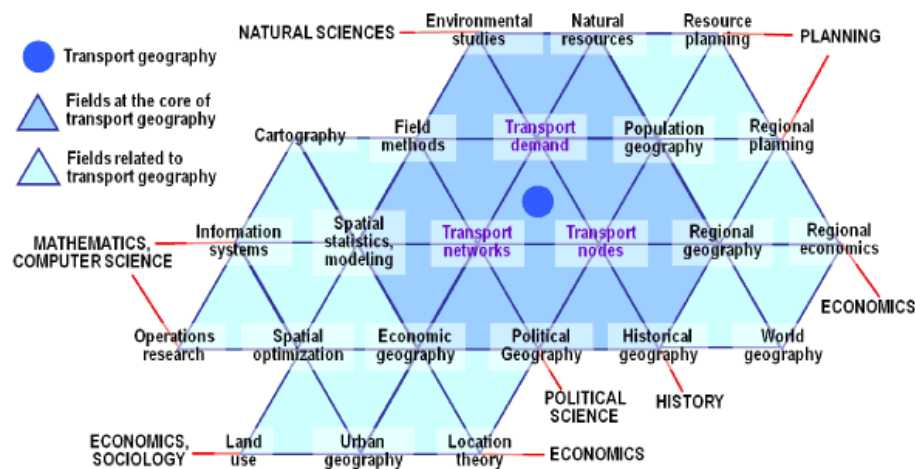 Environmental
studies
Natural
resources
Resource
planning
NATURAL SCIENCES
PLANNING
Transport geography
Fields at the core of
transport geography
Fields related to
transport geography
Cartography
Field
methods
Transport
demand
Population
geography
Regional
planning
Information
systems
Spatial
statistics,
modeling
Transport
networks
Transport
nodes
Regional
geography
Regional
economics
MATHEMATICS,
COMPUTER SCIENCE
ECONOMICS
Operations
research
Spatial
optimization
Economic
geography
Political
Geography
Historical
geography
World
geography
POLITICAL
SCIENCE
HISTORY
ECONOMICS,
SOCIOLOGY
Land
use
Urban
geography
Location
theory
ECONOMICS